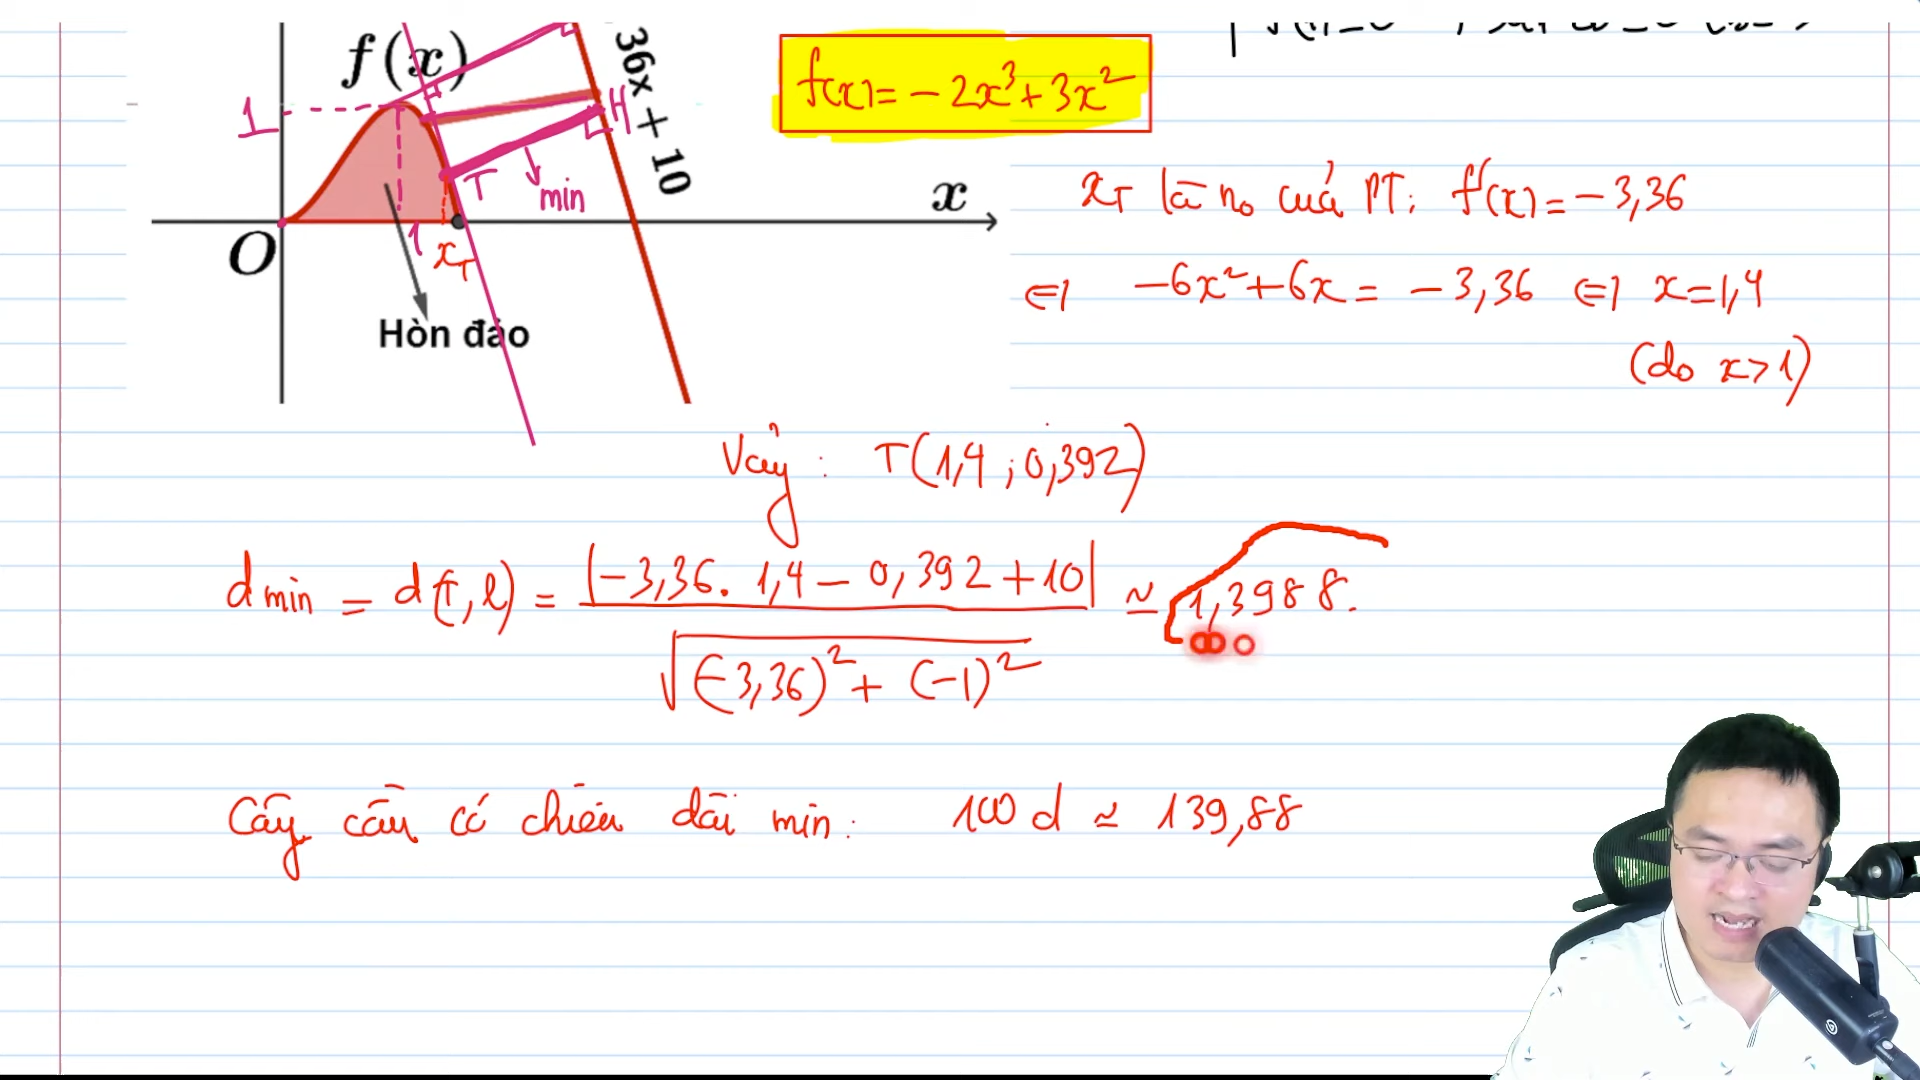 f(x)
36x + 10
f(x) = -2x³ + 3x²
1
H
T
min
x
x_T là n₀ của PT: f'(x) = -3,36
O
1
x_T
⇔ -6x² + 6x = -3,36 ⇔ x = 1,4
Hòn đảo
(do x > 1)
Vậy: T(1,4 ; 0,392)
d min = d(T, l) = |-3,36. 1,4 - 0,392 + 10| / √((-3,36)² + (-1)²) ≈ 1,3988.
Cây cầu có chiều dài min: 100 d ≈ 139,88